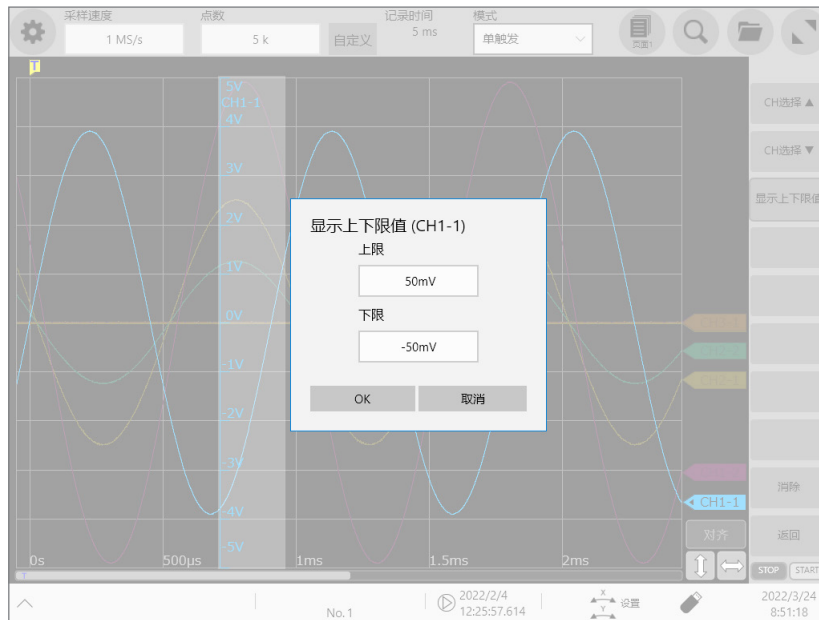 采样速度 点数 记录时间 模式
1 MS/s 5 k 自定义 5 ms 单触发 页面1
T
5V
CH1-1
4V
3V
2V
1V
0V
-1V
-2V
-3V
-4V
-5V
0s 500μs 1ms 1.5ms 2ms
显示上下限值 (CH1-1)
上限
50mV
下限
-50mV
OK 取消
CH选择▲
CH选择▼
显示上下限值
CH1-1
消除
对齐 返回
STOP START
No. 1
2022/2/4
12:25:57.614
X
Y
设置
2022/3/24
8:51:18